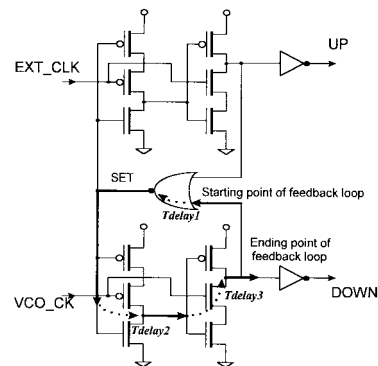 UP
EXT_CLK
SET
Starting point of feedback loop
Tdelay1
Ending point of
feedback loop
Tdelay3
VCO_CK
Tdelay2
DOWN